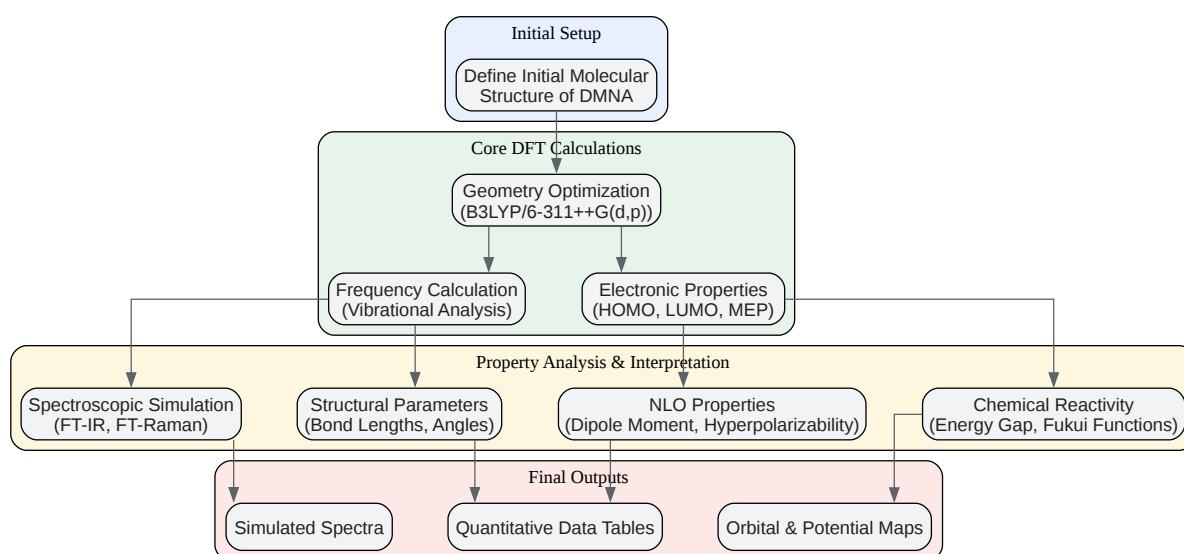 Initial Setup
Define Initial Molecular
Structure of DMNA
Core DFT Calculations
Geometry Optimization
(B3LYP/6-311++G(d,p))
Frequency Calculation
(Vibrational Analysis)
Electronic Properties
(HOMO, LUMO, MEP)
Property Analysis & Interpretation
Spectroscopic Simulation
(FT-IR, FT-Raman)
Structural Parameters
(Bond Lengths, Angles)
NLO Properties
(Dipole Moment, Hyperpolarizability)
Chemical Reactivity
(Energy Gap, Fukui Functions)
Final Outputs
Simulated Spectra
Quantitative Data Tables
Orbital & Potential Maps